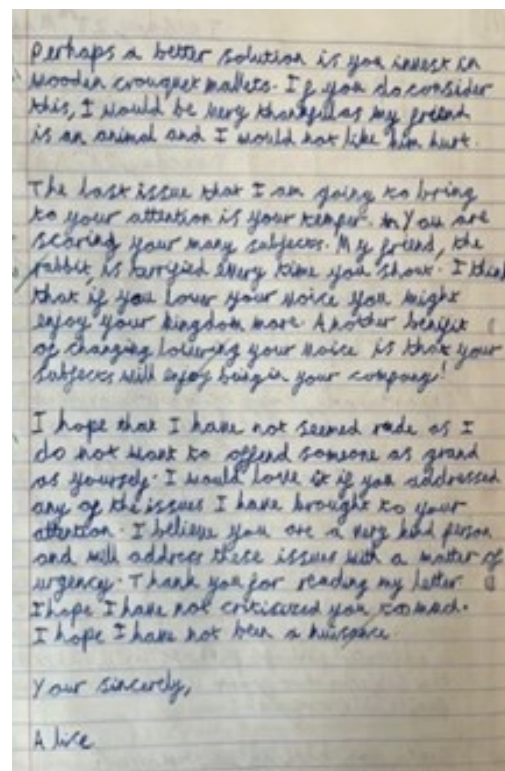 Perhaps a better solution is you invest in
wooden crouquet mallets. If you do consider
this, I would be very thankful as my freind
is an animal and I would not like him hurt.
The last issue that I am going to bring
to your attention is your temper. You are
scaring your many subjects. My friend, the
rabbit, is terrified every time you shout. I think
that if you lower your voice you might
enjoy your kingdom more. Another benifit
of changing lowering your voice is that your
subjects will enjoy being in your company!
I hope that I have not seemed rude as I
do not want to offend someone as grand
as yourself. I would love it if you addressed
any of the issues I have brought to your
attention. I believe you are a very kind person
and will address these issues with a matter of
urgency. Thank you for reading my letter.
I hope I have not critisized you too much.
I hope I have not been a nuisance.
Your sincerely,
Alice